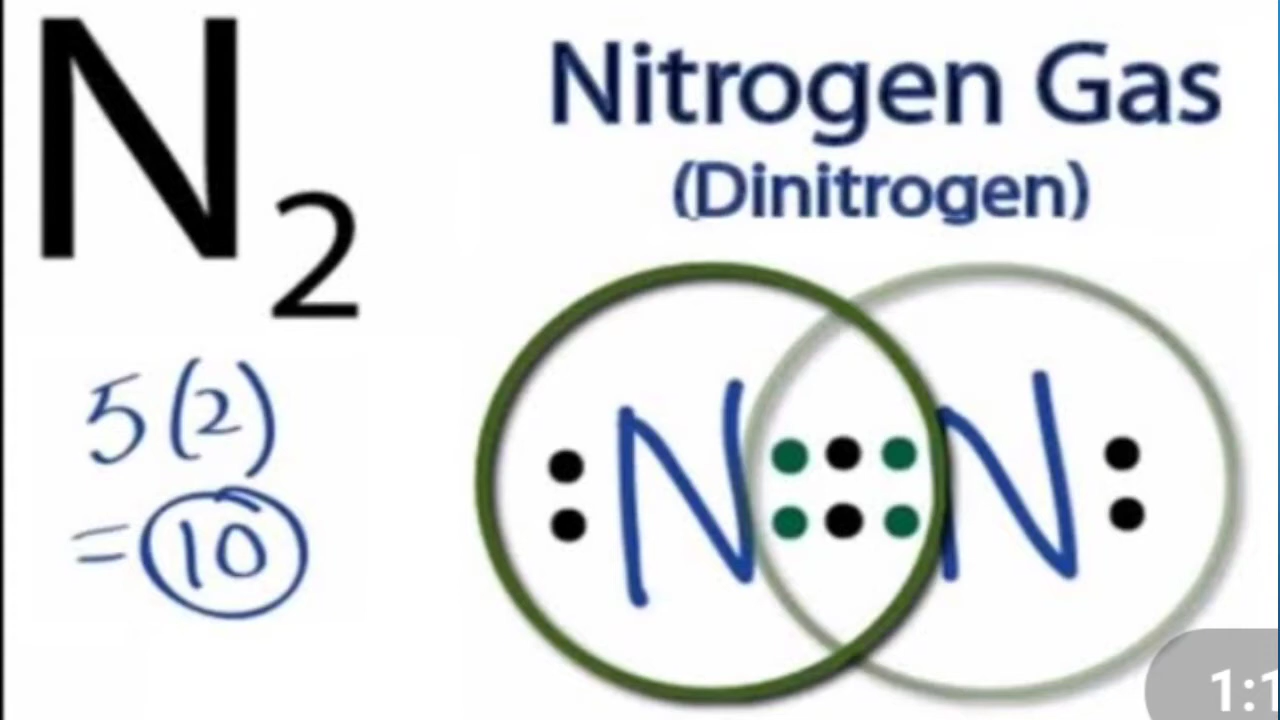 N₂
Nitrogen Gas
(Dinitrogen)
5(2)
= 10
N N
1:1